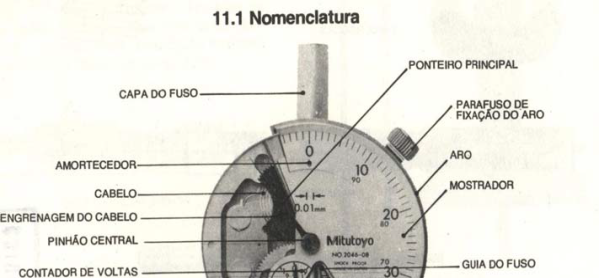 11.1 Nomenclatura
PONTEIRO PRINCIPAL
CAPA DO FUSO
PARAFUSO DE
FIXAÇÃO DO ARO
AMORTECEDOR
ARO
CABELO
MOSTRADOR
ENGRENAGEM DO CABELO
PINHÃO CENTRAL
CONTADOR DE VOLTAS
GUIA DO FUSO
0
10
90
0.01mm
20
80
Mitutoyo
NO.2046-08
SHOCK PROOF
70
30